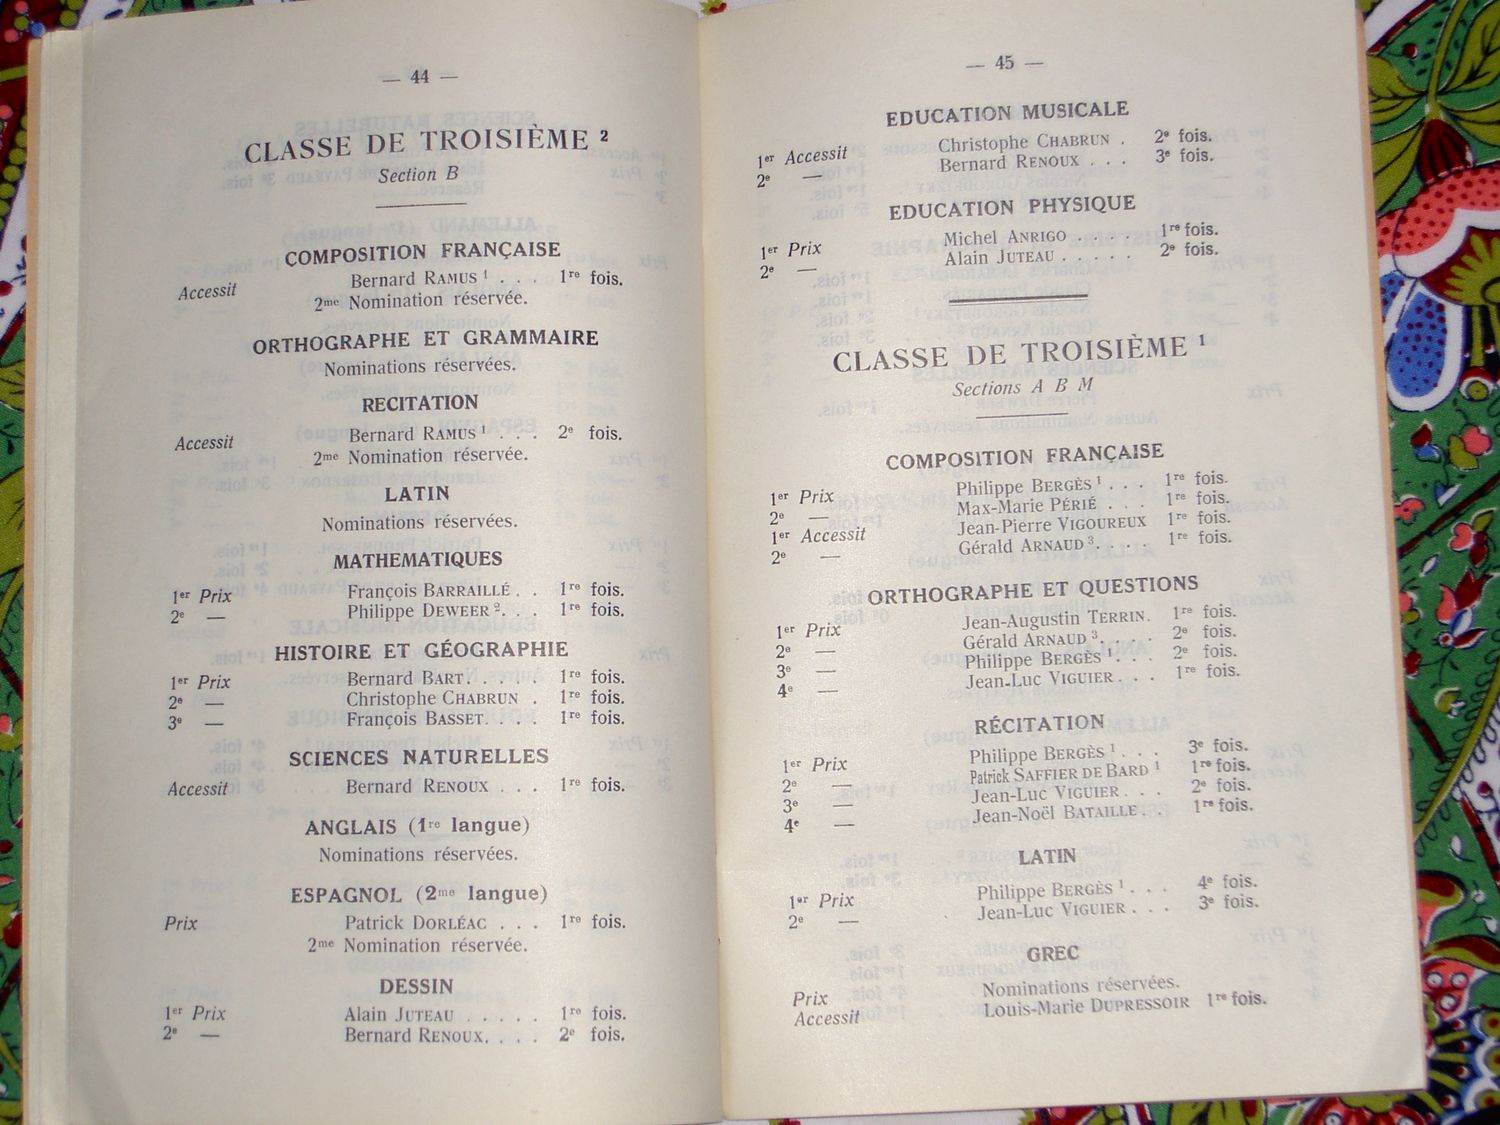 — 44 —
CLASSE DE TROISIÈME 2
Section B
COMPOSITION FRANÇAISE
Accessit Bernard RAMUS 1 . . . 1re fois.
2me Nomination réservée.
ORTHOGRAPHE ET GRAMMAIRE
Nominations réservées.
RECITATION
Accessit Bernard RAMUS 1 . . . 2e fois.
2me Nomination réservée.
LATIN
Nominations réservées.
MATHEMATIQUES
1er Prix François BARRAILLÉ . . 1re fois.
2e — Philippe DEWEER 2. . . 1re fois.
HISTOIRE ET GÉOGRAPHIE
1er Prix Bernard BART. . . . . 1re fois.
2e — Christophe CHABRUN . 1re fois.
3e — François BASSET. . . . 1re fois.
SCIENCES NATURELLES
Accessit Bernard RENOUX . . . 1re fois.
ANGLAIS (1re langue)
Nominations réservées.
ESPAGNOL (2me langue)
Prix Patrick DORLÉAC . . . 1re fois.
2me Nomination réservée.
DESSIN
1er Prix Alain JUTEAU . . . . . 1re fois.
2e — Bernard RENOUX. . . . 2e fois.
— 45 —
EDUCATION MUSICALE
1er Accessit Christophe CHABRUN . 2e fois.
2e — Bernard RENOUX . . . 3e fois.
EDUCATION PHYSIQUE
1er Prix Michel ANRIGO . . . . 1re fois.
2e — Alain JUTEAU . . . . . 2e fois.
CLASSE DE TROISIÈME 1
Sections A B M
COMPOSITION FRANÇAISE
1er Prix Philippe BERGÈS 1 . . . 1re fois.
2e — Max-Marie PÉRIÉ . . . 1re fois.
1er Accessit Jean-Pierre VIGOUREUX 1re fois.
2e — Gérald ARNAUD 3. . . . 1re fois.
ORTHOGRAPHE ET QUESTIONS
1er Prix Jean-Augustin TERRIN. 1re fois.
2e — Gérald ARNAUD 3. . . . 2e fois.
3e — Philippe BERGÈS 1. . . 2e fois.
4e — Jean-Luc VIGUIER . . . 1re fois.
RÉCITATION
1er Prix Philippe BERGÈS 1 . . . 3e fois.
2e — Patrick SAFFIER DE BARD 1 1re fois.
3e — Jean-Luc VIGUIER . . . 2e fois.
4e — Jean-Noël BATAILLE . . 1re fois.
LATIN
1er Prix Philippe BERGÈS 1 . . . 4e fois.
2e — Jean-Luc VIGUIER . . . 3e fois.
GREC
Prix Nominations réservées.
Accessit Louis-Marie DUPRESSOIR 1re fois.